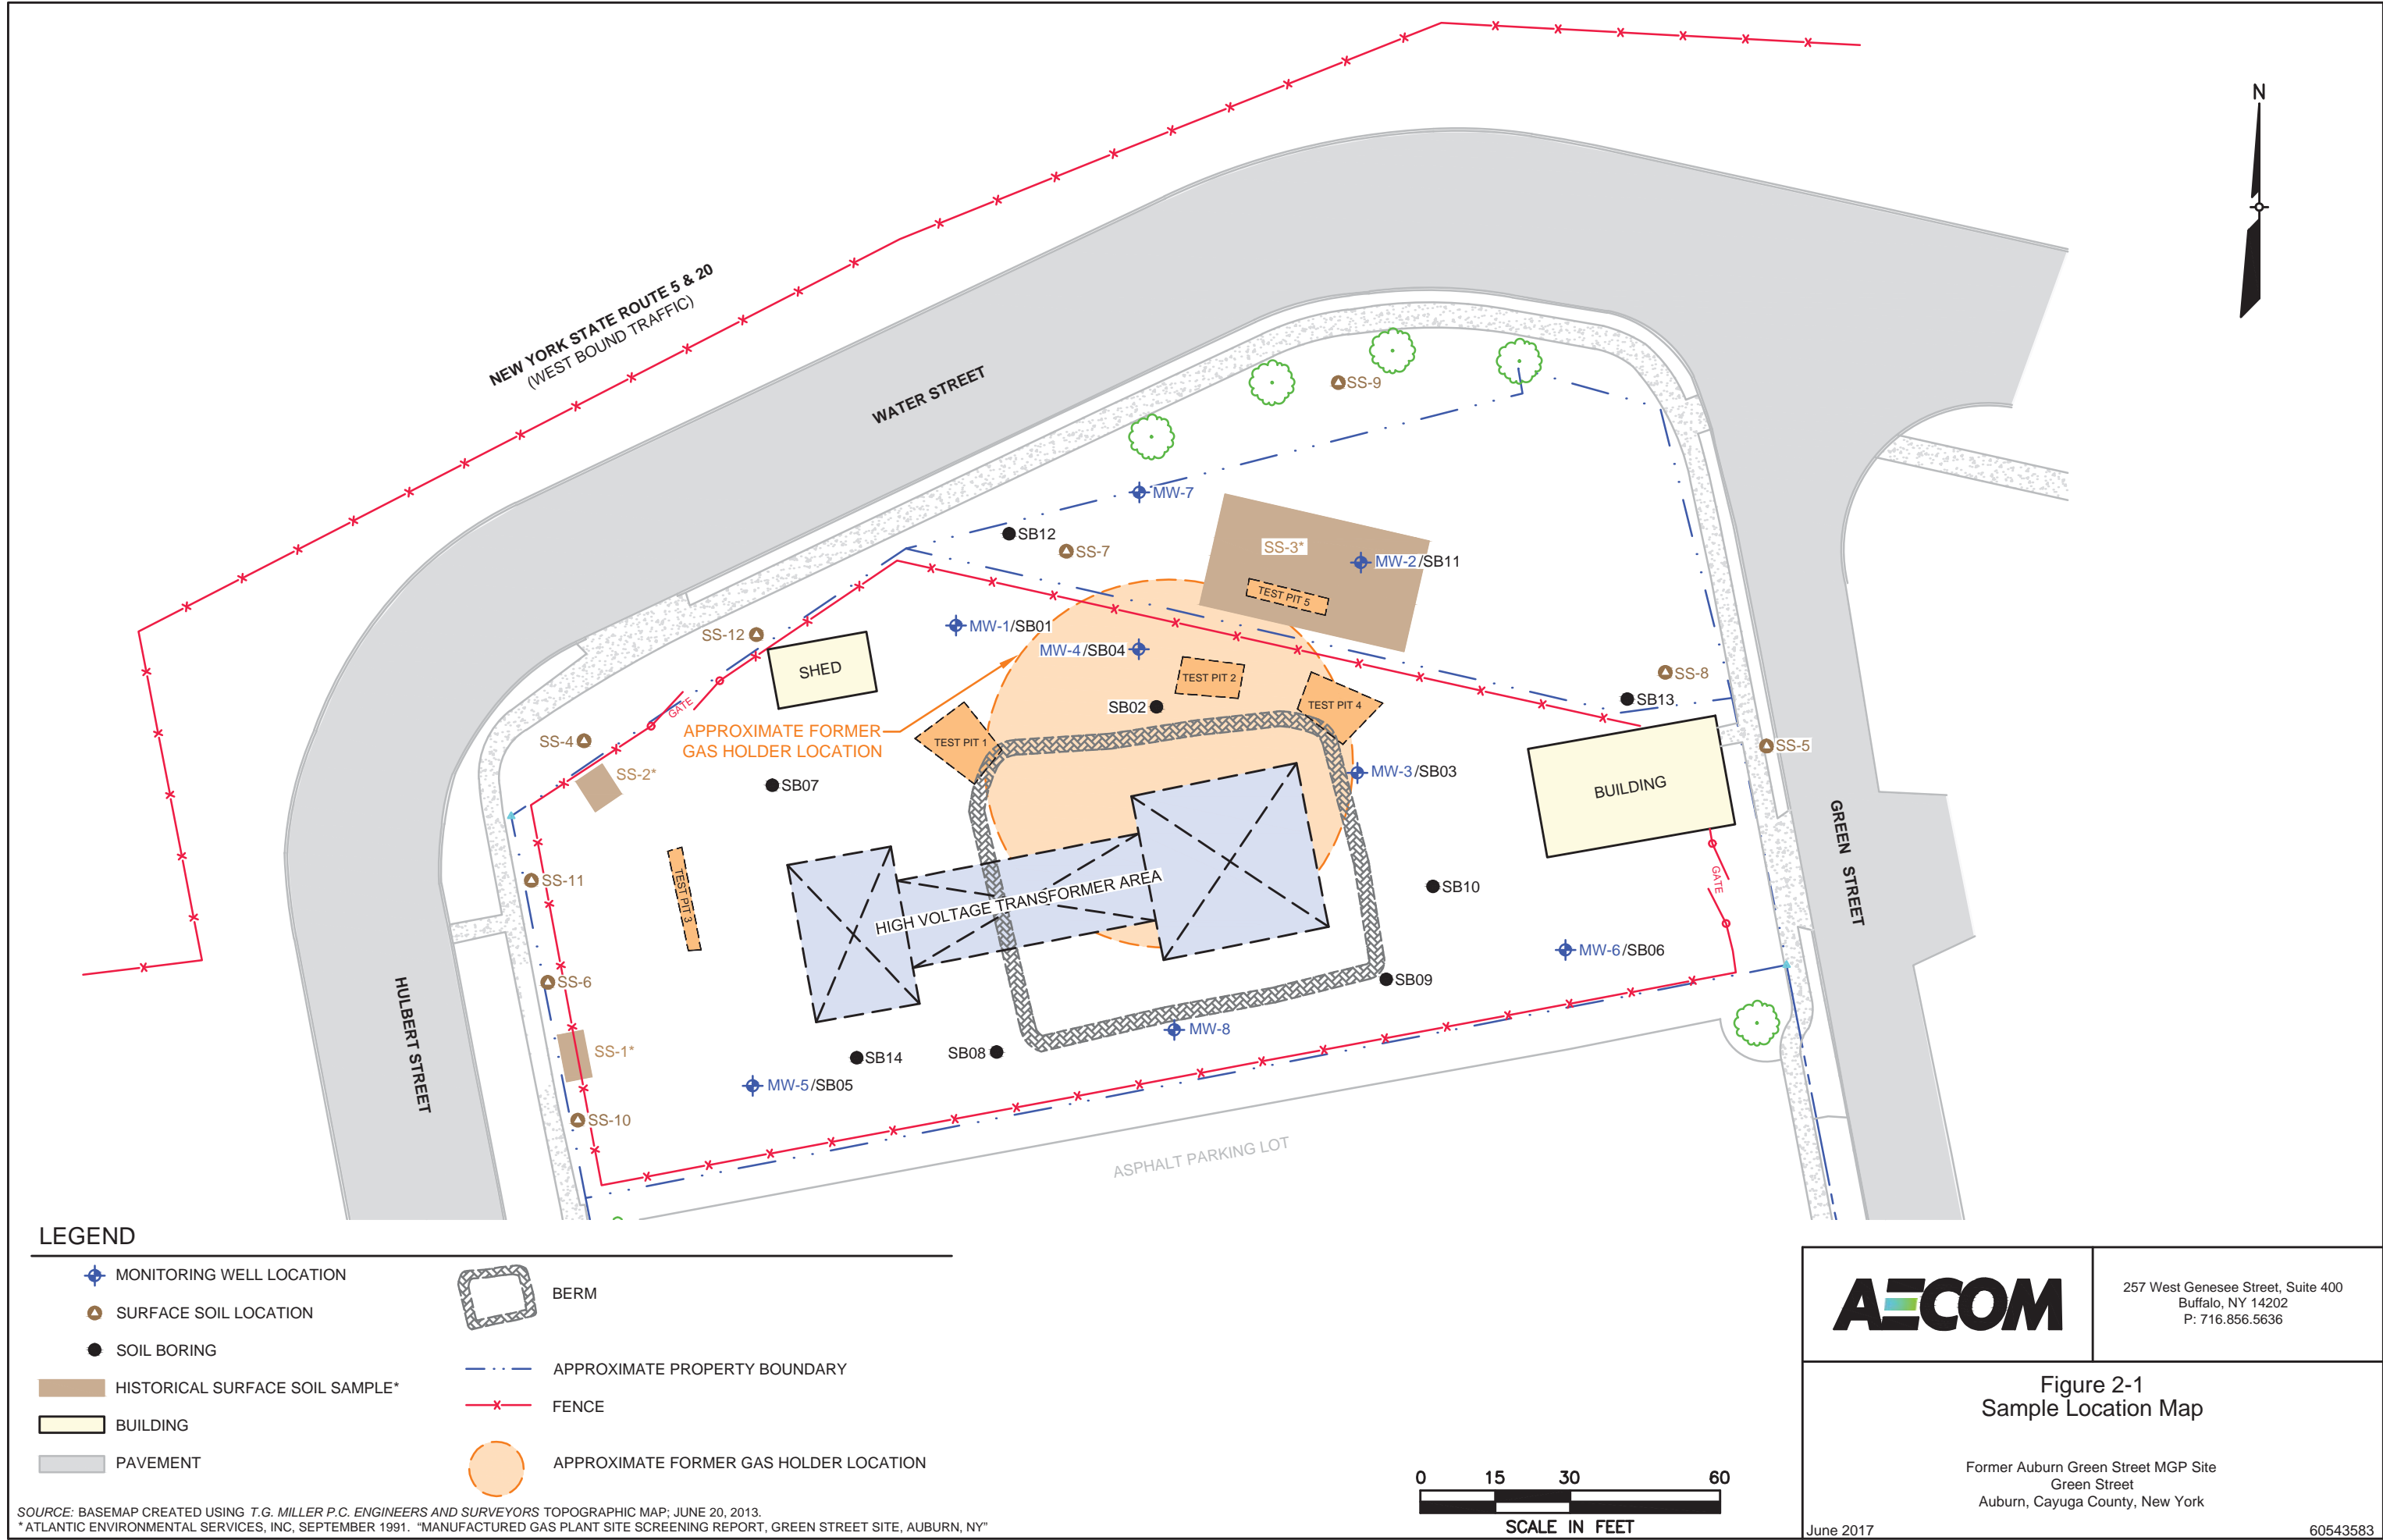 N
NEW YORK STATE ROUTE 5 & 20
(WEST BOUND TRAFFIC)
WATER STREET
SS-9
MW-7
SB12
SS-7
SS-3*
MW-2/SB11
TEST PIT 5
SS-12
MW-1/SB01
MW-4/SB04
SHED
TEST PIT 2
SS-8
SB13
GATE
SB02
TEST PIT 4
APPROXIMATE FORMER
GAS HOLDER LOCATION
TEST PIT 1
SS-4
SS-5
SS-2*
SB07
MW-3/SB03
BUILDING
GREEN STREET
TEST PIT 3
SS-11
HIGH VOLTAGE TRANSFORMER AREA
SB10
GATE
MW-6/SB06
SS-6
SB09
HULBERT STREET
MW-8
SS-1*
SB14
SB08
MW-5/SB05
SS-10
ASPHALT PARKING LOT
LEGEND
MONITORING WELL LOCATION
SURFACE SOIL LOCATION
SOIL BORING
HISTORICAL SURFACE SOIL SAMPLE*
BUILDING
PAVEMENT
BERM
APPROXIMATE PROPERTY BOUNDARY
FENCE
APPROXIMATE FORMER GAS HOLDER LOCATION
SOURCE: BASEMAP CREATED USING T.G. MILLER P.C. ENGINEERS AND SURVEYORS TOPOGRAPHIC MAP; JUNE 20, 2013.
* ATLANTIC ENVIRONMENTAL SERVICES, INC, SEPTEMBER 1991. “MANUFACTURED GAS PLANT SITE SCREENING REPORT, GREEN STREET SITE, AUBURN, NY”
0 15 30 60
SCALE IN FEET
AECOM
257 West Genesee Street, Suite 400
Buffalo, NY 14202
P: 716.856.5636
Figure 2-1
Sample Location Map
Former Auburn Green Street MGP Site
Green Street
Auburn, Cayuga County, New York
June 2017
60543583